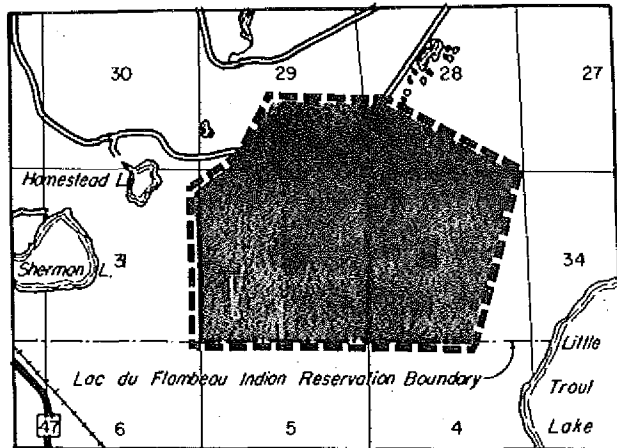 30 29 28 27
Homestead L.
Shermon L.
31
34
Little
Trout
Lake
Lac du Flambeau Indian Reservation Boundary
47
6 5 4